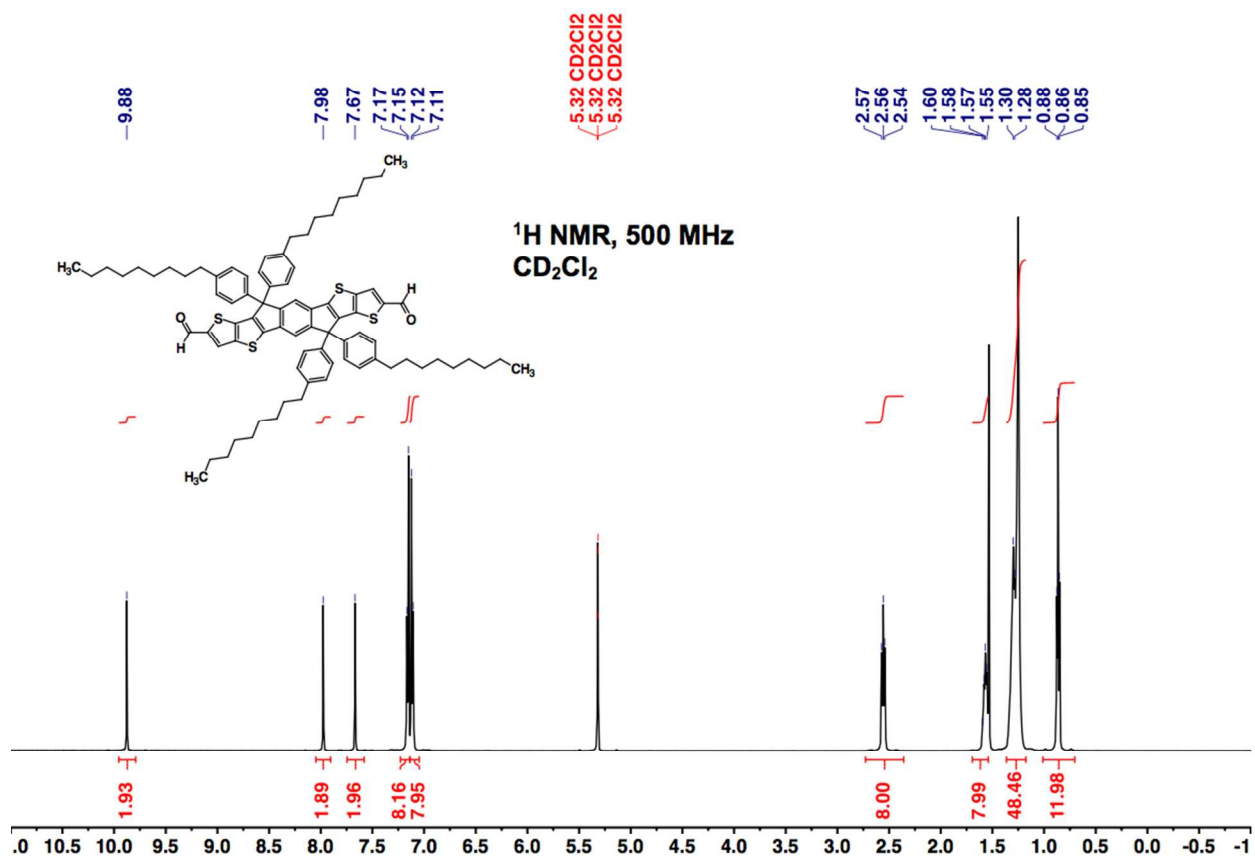 5.32 CD2Cl2
5.32 CD2Cl2
5.32 CD2Cl2
9.88
7.98
7.67
7.17
7.15
7.12
7.11
2.57
2.56
2.54
1.60
1.58
1.57
1.55
1.30
1.28
0.88
0.86
0.85
CH₃
¹H NMR, 500 MHz
CD₂Cl₂
H₃C
S
H
O
S
O
S
H
S
CH₃
H₃C
1.93
1.89
1.96
8.16
7.95
8.00
7.99
48.46
11.98
.0 10.5 10.0 9.5 9.0 8.5 8.0 7.5 7.0 6.5 6.0 5.5 5.0 4.5 4.0 3.5 3.0 2.5 2.0 1.5 1.0 0.5 0.0 -0.5 -1